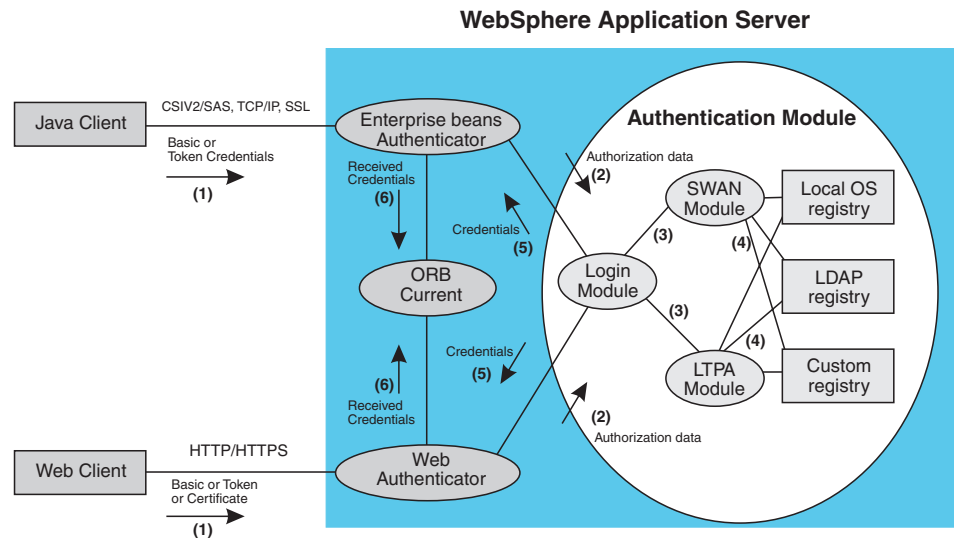 WebSphere Application Server
CSIV2/SAS, TCP/IP, SSL
Java Client
Enterprise beans
Authenticator
Authentication Module
Basic or
Token Credentials
(1)
Received
Credentials
(6)
Authorization data
(2)
Credentials
(5)
SWAN
Module
Local OS
registry
(3)
(4)
ORB
Current
Login
Module
LDAP
registry
(3)
(4)
Credentials
(5)
(6)
Received
Credentials
LTPA
Module
Custom
registry
(2)
Authorization data
HTTP/HTTPS
Web Client
Web
Authenticator
Basic or Token
or Certificate
(1)